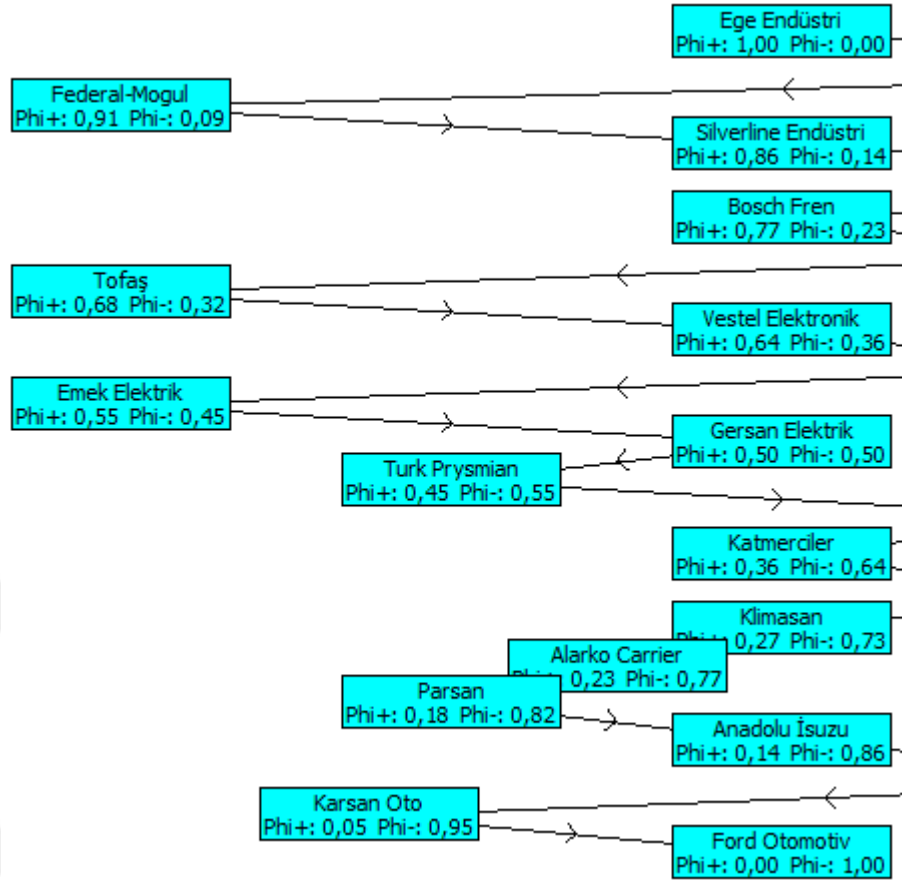 Ege Endüstri
Phi+: 1,00 Phi-: 0,00
Federal-Mogul
Phi+: 0,91 Phi-: 0,09
Silverline Endüstri
Phi+: 0,86 Phi-: 0,14
Bosch Fren
Phi+: 0,77 Phi-: 0,23
Tofaş
Phi+: 0,68 Phi-: 0,32
Vestel Elektronik
Phi+: 0,64 Phi-: 0,36
Emek Elektrik
Phi+: 0,55 Phi-: 0,45
Gersan Elektrik
Phi+: 0,50 Phi-: 0,50
Turk Prysmian
Phi+: 0,45 Phi-: 0,55
Katmerciler
Phi+: 0,36 Phi-: 0,64
Klimasan
Phi+: 0,27 Phi-: 0,73
Alarko Carrier
Phi+: 0,23 Phi-: 0,77
Parsan
Phi+: 0,18 Phi-: 0,82
Anadolu İsuzu
Phi+: 0,14 Phi-: 0,86
Karsan Oto
Phi+: 0,05 Phi-: 0,95
Ford Otomotiv
Phi+: 0,00 Phi-: 1,00